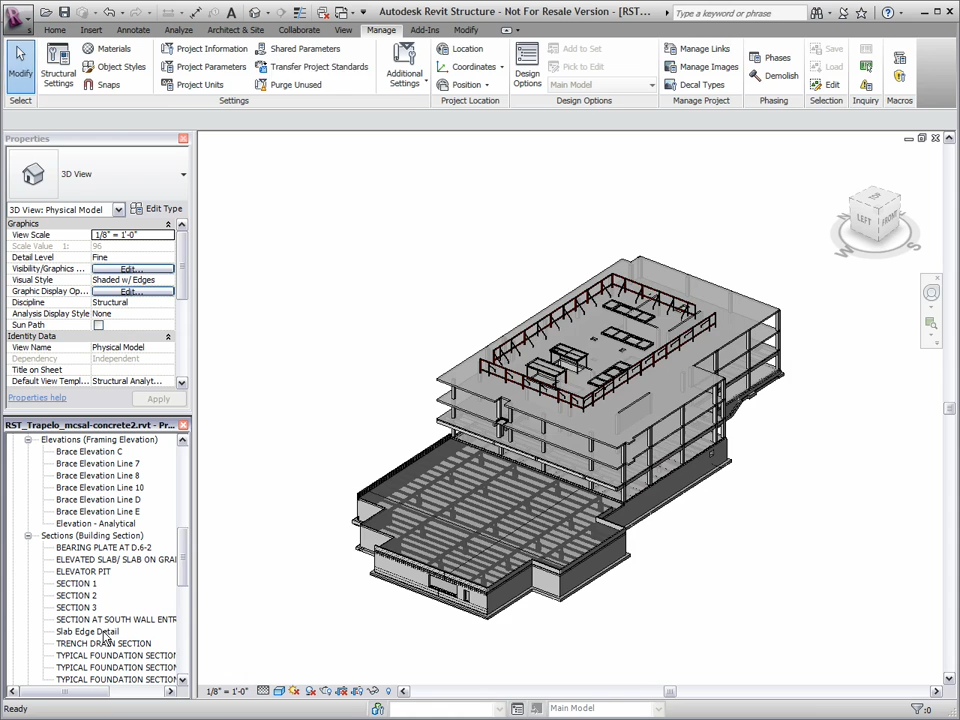 Autodesk Revit Structure - Not For Resale Version - [RST_...
Type a keyword or phrase
Home Insert Annotate Analyze Architect & Site Collaborate View Manage Add-Ins Modify
Modify
Select
Structural Settings
Materials
Object Styles
Snaps
Project Information
Project Parameters
Project Units
Shared Parameters
Transfer Project Standards
Purge Unused
Settings
Additional Settings
Location
Coordinates
Position
Project Location
Design Options
Add to Set
Pick to Edit
Main Model
Design Options
Manage Links
Manage Images
Decal Types
Manage Project
Phases
Demolish
Phasing
Save
Load
Edit
Selection
Inquiry
Macros
Properties
3D View
3D View: Physical Model
Edit Type
Graphics
View Scale 1/8" = 1'-0"
Scale Value 1: 96
Detail Level Fine
Visibility/Graphics ... Edit...
Visual Style Shaded w/ Edges
Graphic Display Op... Edit...
Discipline Structural
Analysis Display Style None
Sun Path
Identity Data
View Name Physical Model
Dependency Independent
Title on Sheet
Default View Templ... Structural Analyt...
Properties help
Apply
RST_Trapelo_mcsal-concrete2.rvt - Pr...
Elevations (Framing Elevation)
Brace Elevation C
Brace Elevation Line 7
Brace Elevation Line 8
Brace Elevation Line 10
Brace Elevation Line D
Brace Elevation Line E
Elevation - Analytical
Sections (Building Section)
BEARING PLATE AT D.6-2
ELEVATED SLAB/ SLAB ON GRA
ELEVATOR PIT
SECTION 1
SECTION 2
SECTION 3
SECTION AT SOUTH WALL ENTR
Slab Edge Detail
TRENCH DRAIN SECTION
TYPICAL FOUNDATION SECTION
TYPICAL FOUNDATION SECTION
TYPICAL FOUNDATION SECTION
TOP
LEFT
FRONT
W
S
1/8" = 1'-0"
Ready
Main Model
:0